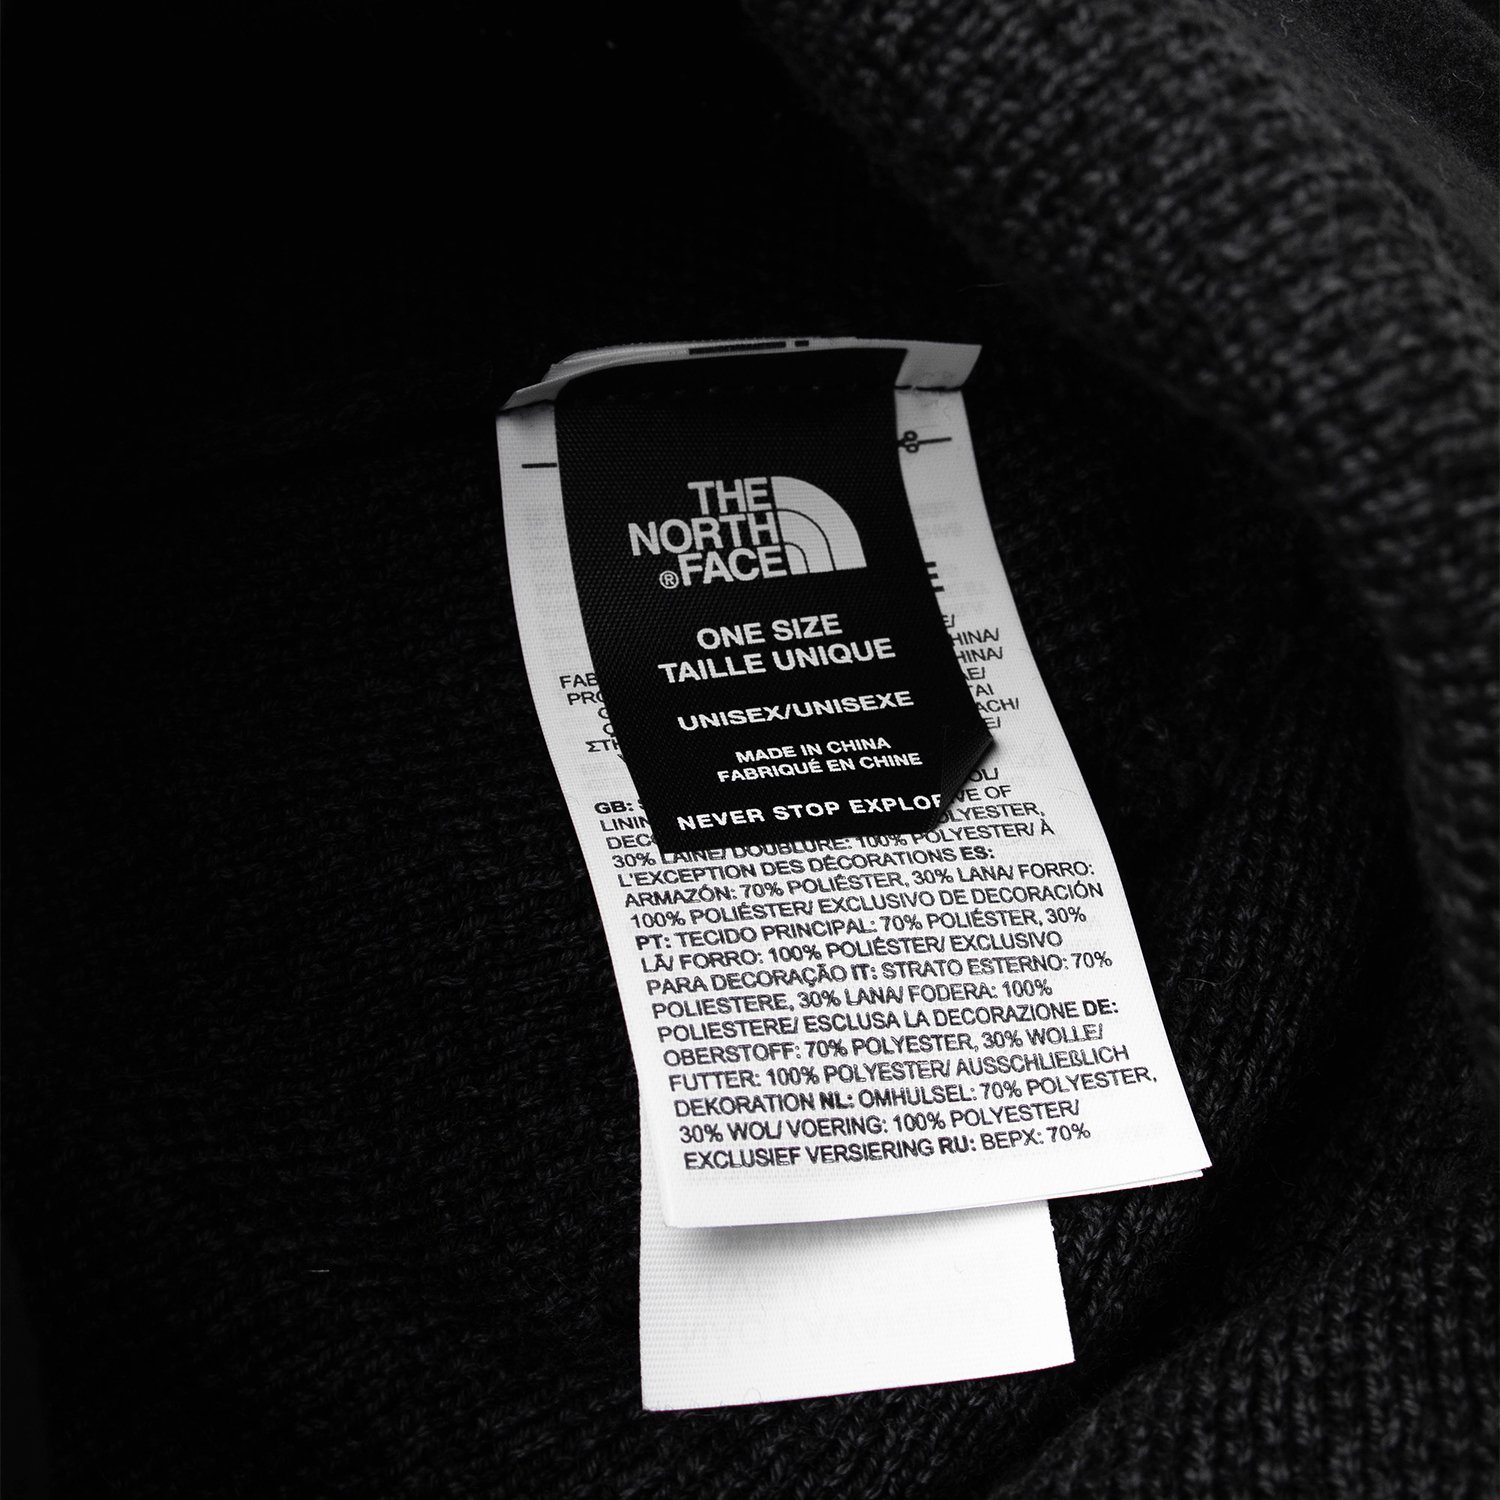 THE
NORTH
® FACE
ONE SIZE
TAILLE UNIQUE
UNISEX/UNISEXE
MADE IN CHINA
FABRIQUÉ EN CHINE
NEVER STOP
GB:
OF
30% LAINE/ DOUBLURE: 100% POLYESTER/ À
L'EXCEPTION DES DÉCORATIONS ES:
ARMAZÓN: 70% POLIÉSTER, 30% LANA/ FORRO:
100% POLIÉSTER/ EXCLUSIVO DE DECORACIÓN
PT: TECIDO PRINCIPAL: 70% POLIÉSTER, 30%
LÃ/ FORRO: 100% POLIÉSTER/ EXCLUSIVO
PARA DECORAÇÃO IT: STRATO ESTERNO: 70%
POLIESTERE, 30% LANA/ FODERA: 100%
POLIESTERE/ ESCLUSA LA DECORAZIONE DE:
OBERSTOFF: 70% POLYESTER, 30% WOLLE/
FUTTER: 100% POLYESTER/ AUSSCHLIEßLICH
DEKORATION NL: OMHULSEL: 70% POLYESTER,
30% WOL/ VOERING: 100% POLYESTER/
EXCLUSIEF VERSIERING RU: ВЕРХ: 70%